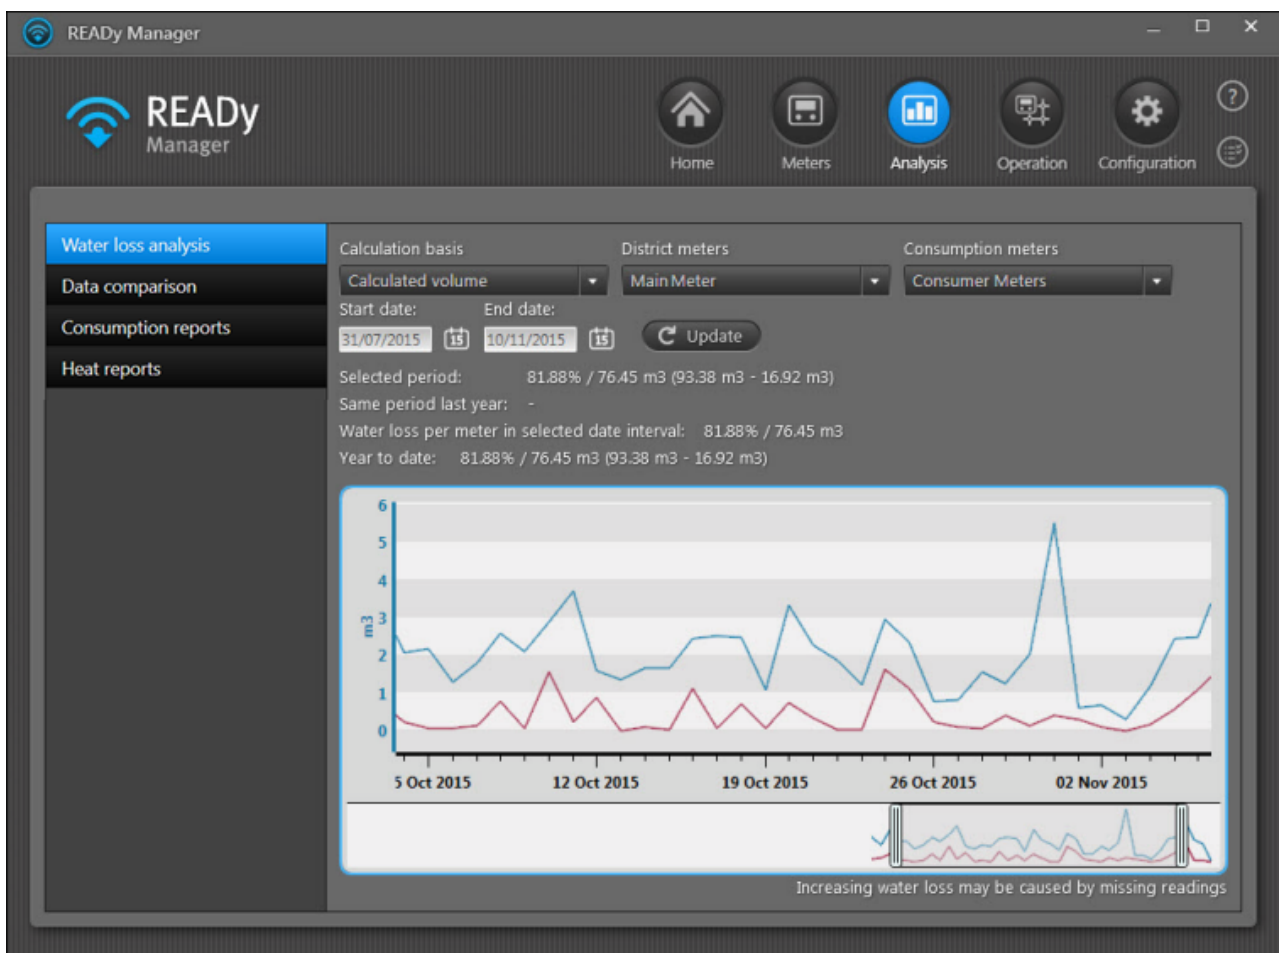 READy Manager
READy
Manager
Home Meters Analysis Operation Configuration
?
Water loss analysis
Data comparison
Consumption reports
Heat reports
Calculation basis District meters Consumption meters
Calculated volume Main Meter Consumer Meters
Start date: End date:
31/07/2015 15 10/11/2015 15 Update
Selected period: 81.88% / 76.45 m3 (93.38 m3 - 16.92 m3)
Same period last year: -
Water loss per meter in selected date interval: 81.88% / 76.45 m3
Year to date: 81.88% / 76.45 m3 (93.38 m3 - 16.92 m3)
6
5
4
3
m3
2
1
0
5 Oct 2015 12 Oct 2015 19 Oct 2015 26 Oct 2015 02 Nov 2015
Increasing water loss may be caused by missing readings